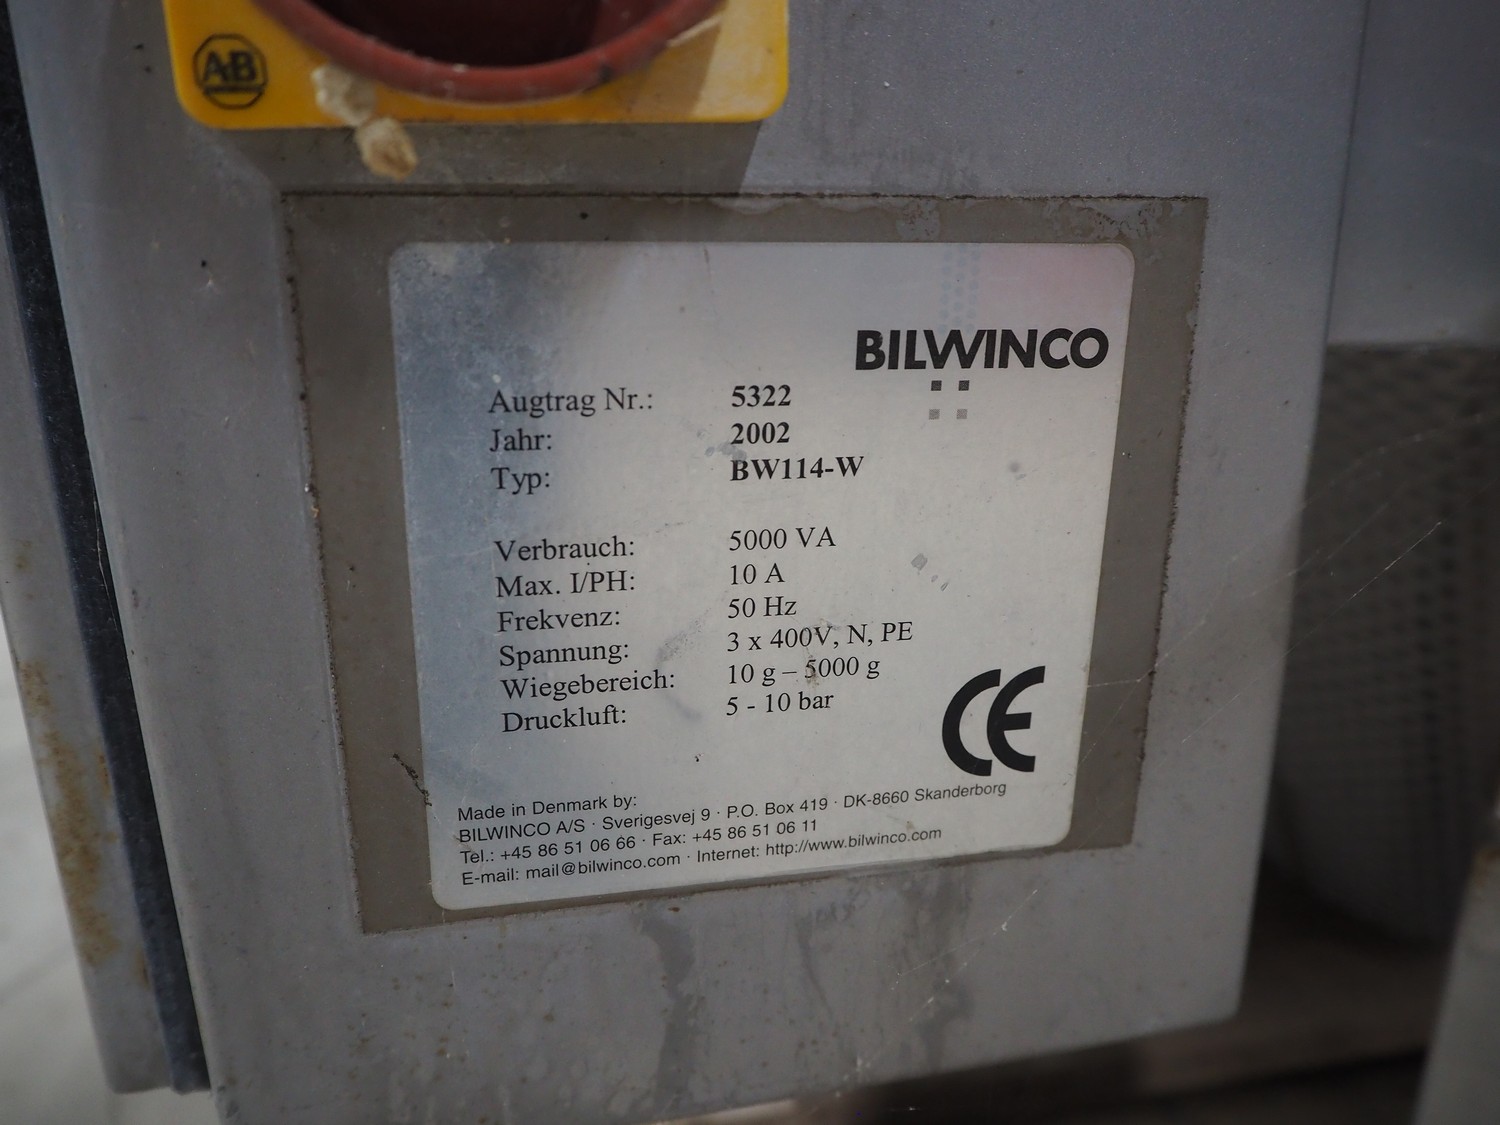 AB
BILWINCO
Augtrag Nr.: 5322
Jahr: 2002
Typ: BW114-W
Verbrauch: 5000 VA
Max. I/PH: 10 A
Frekvenz: 50 Hz
Spannung: 3 x 400V, N, PE
Wiegebereich: 10 g – 5000 g
Druckluft: 5 - 10 bar
CE
Made in Denmark by:
BILWINCO A/S · Sverigesvej 9 · P.O. Box 419 · DK-8660 Skanderborg
Tel.: +45 86 51 06 66 · Fax: +45 86 51 06 11
E-mail: mail@bilwinco.com · Internet: http://www.bilwinco.com